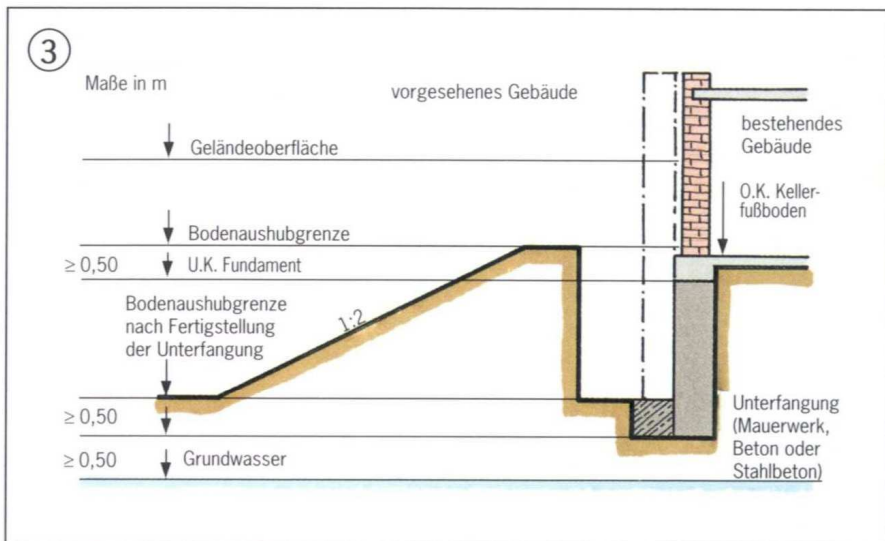 3
Maße in m
vorgesehenes Gebäude
bestehendes
Gebäude
Geländeoberfläche
O.K. Keller-
fußboden
Bodenaushubgrenze
≥ 0,50
U.K. Fundament
1:2
Bodenaushubgrenze
nach Fertigstellung
der Unterfangung
≥ 0,50
Unterfangung
(Mauerwerk,
Beton oder
Stahlbeton)
≥ 0,50
Grundwasser